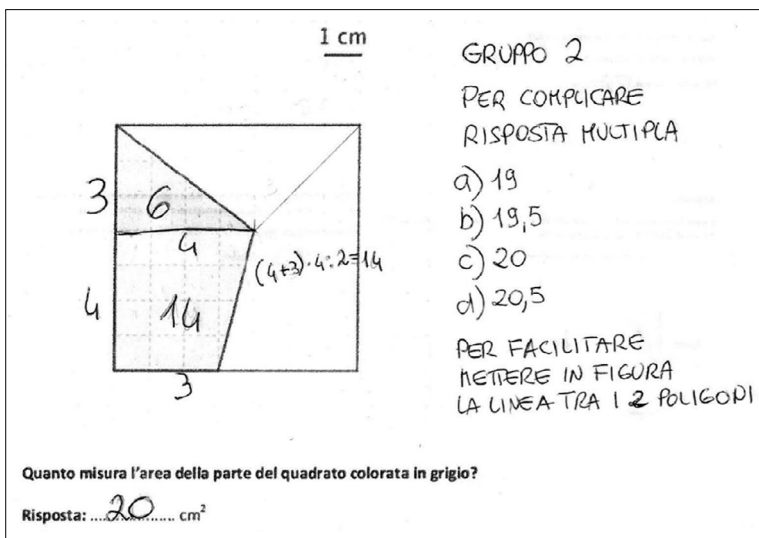 1 cm
GRUPPO 2
PER COMPLICARE
RISPOSTA MULTIPLA
a) 19
b) 19,5
c) 20
d) 20,5
PER FACILITARE
METTERE IN FIGURA
LA LINEA TRA I 2 POLIGONI
3
6
4
(4+3)·4:2=14
4
14
3
Quanto misura l'area della parte del quadrato colorata in grigio?
Risposta: ....20.... cm²